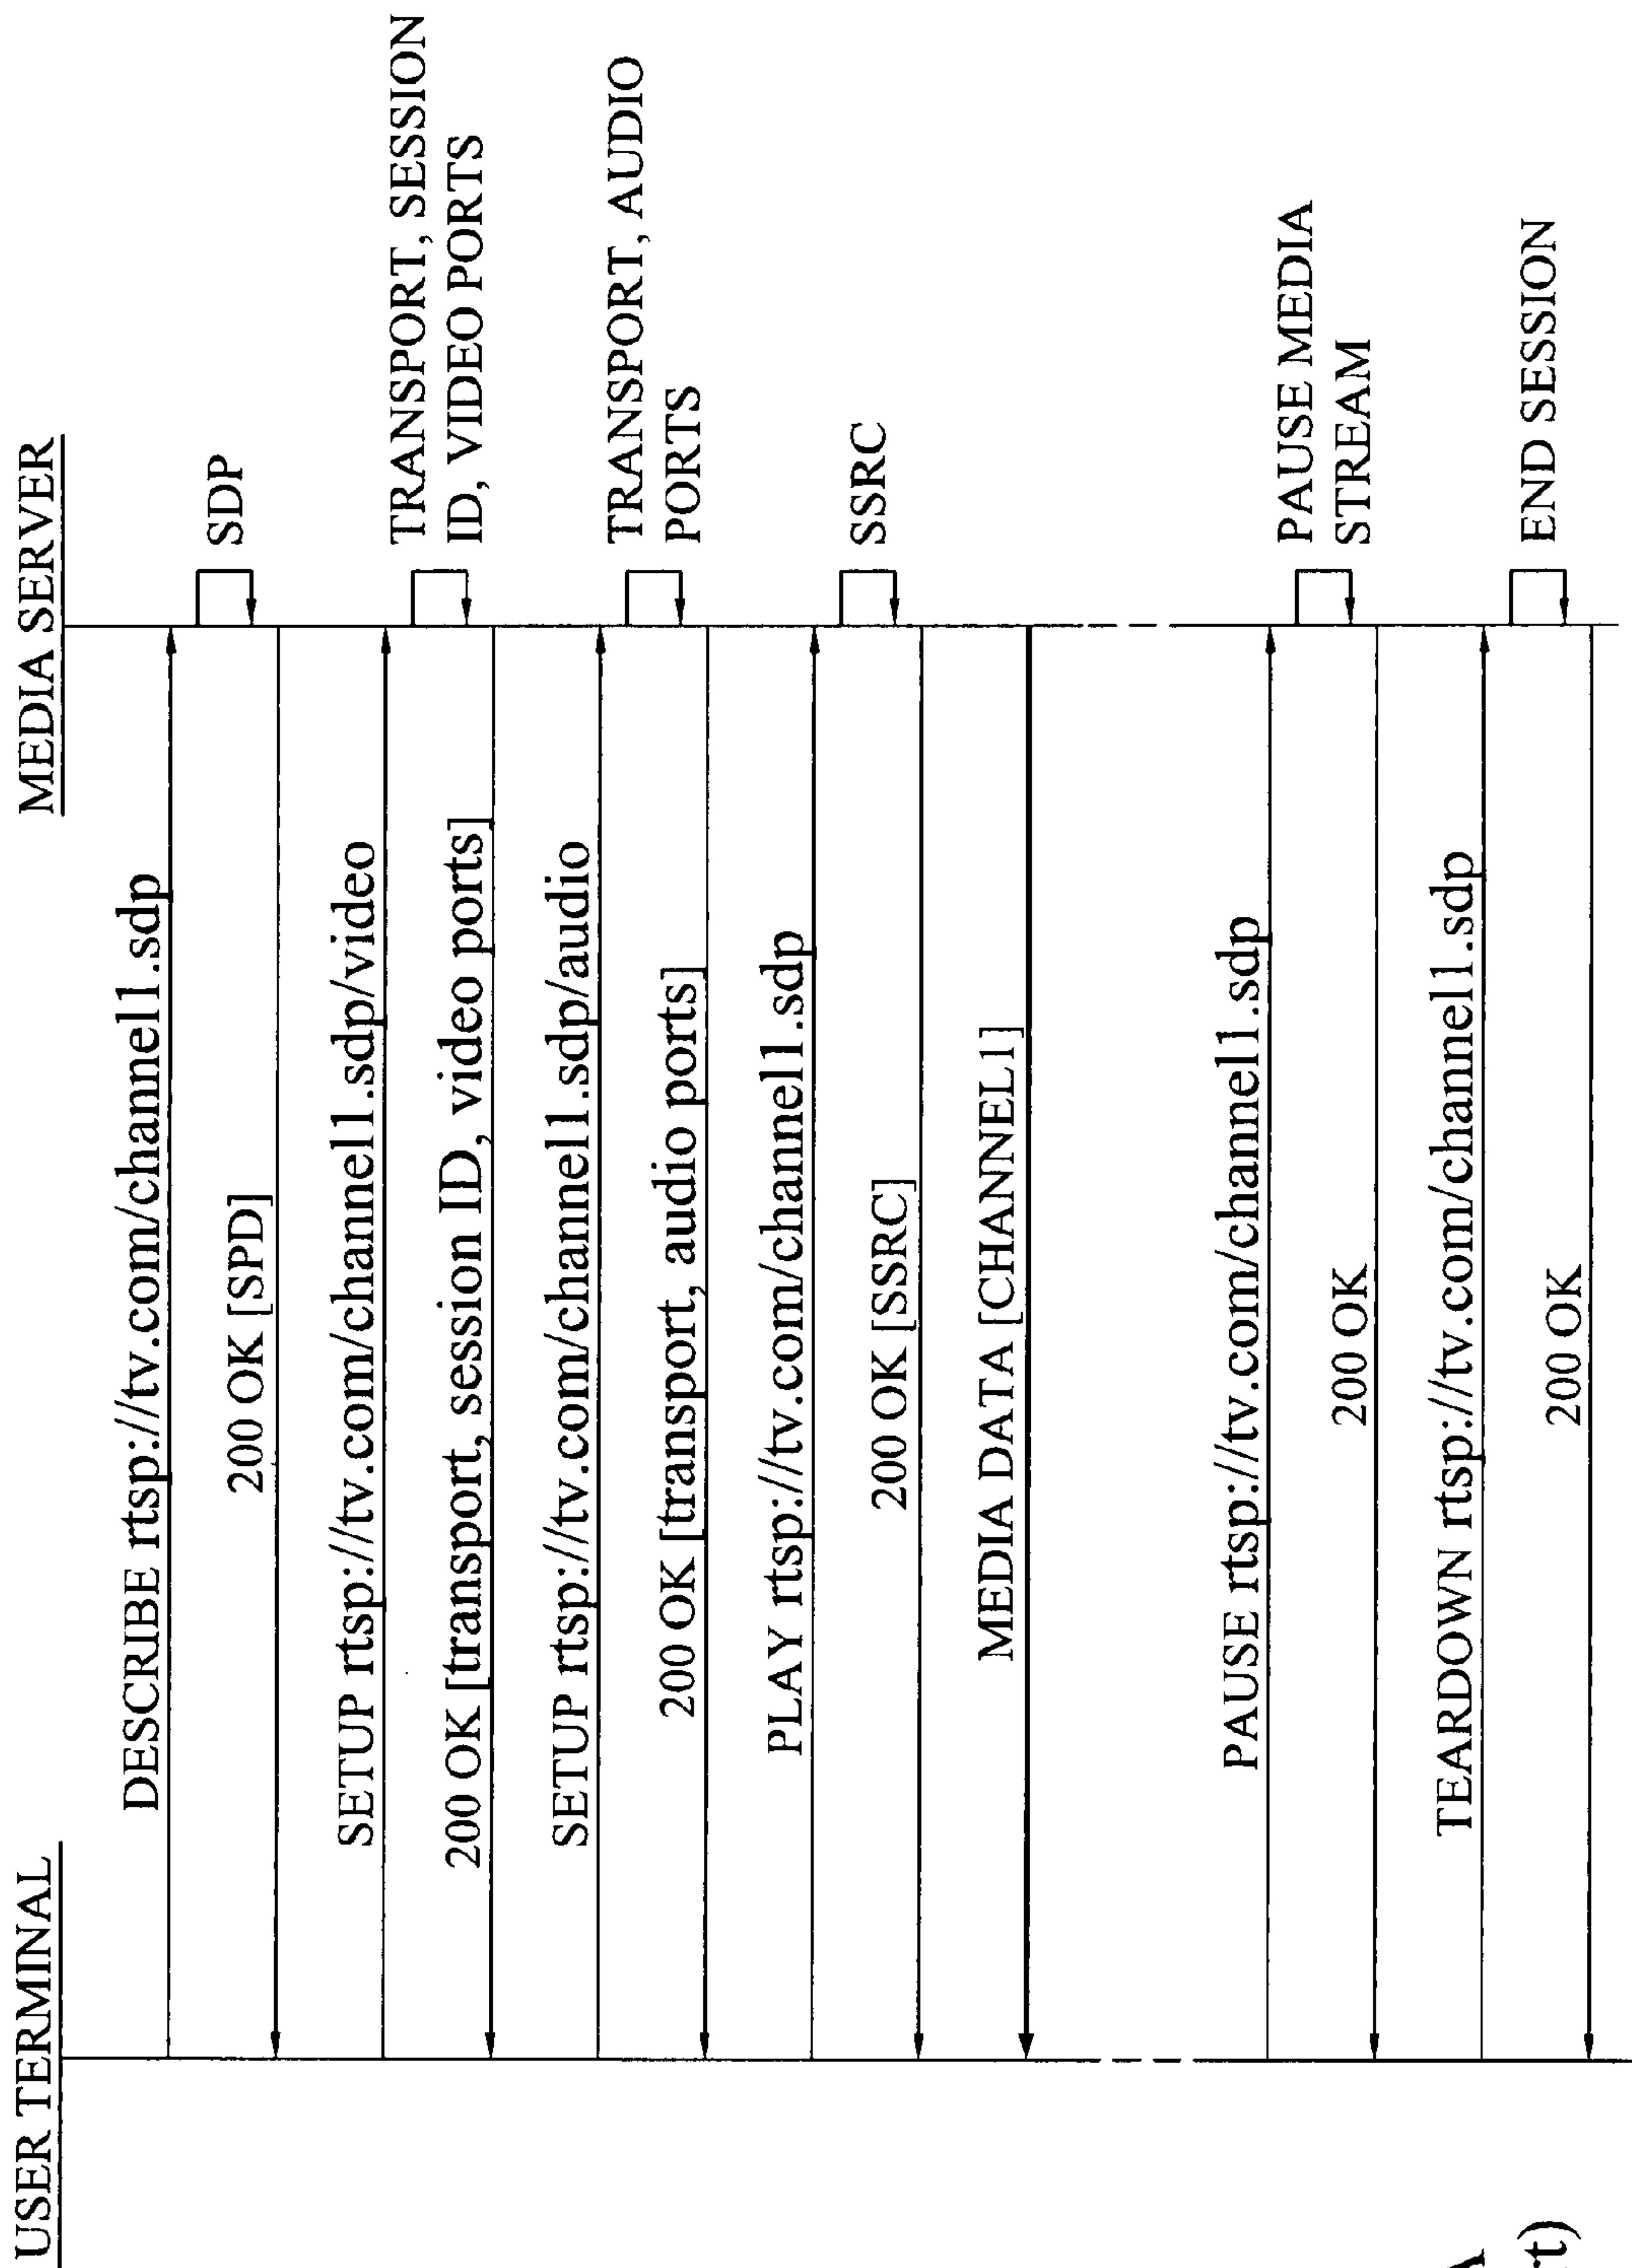 USER TERMINAL
MEDIA SERVER
DESCRIBE rtsp://tv.com/channel1.sdp
SDP
200 OK [SPD]
SETUP rtsp://tv.com/channel1.sdp/video
TRANSPORT, SESSION
ID, VIDEO PORTS
200 OK [transport, session ID, video ports]
SETUP rtsp://tv.com/channel1.sdp/audio
TRANSPORT, AUDIO
PORTS
200 OK [transport, audio ports]
PLAY rtsp://tv.com/channel1.sdp
SSRC
200 OK [SSRC]
MEDIA DATA [CHANNEL1]
PAUSE rtsp://tv.com/channel1.sdp
PAUSE MEDIA
STREAM
200 OK
TEARDOWN rtsp://tv.com/channel1.sdp
END SESSION
200 OK